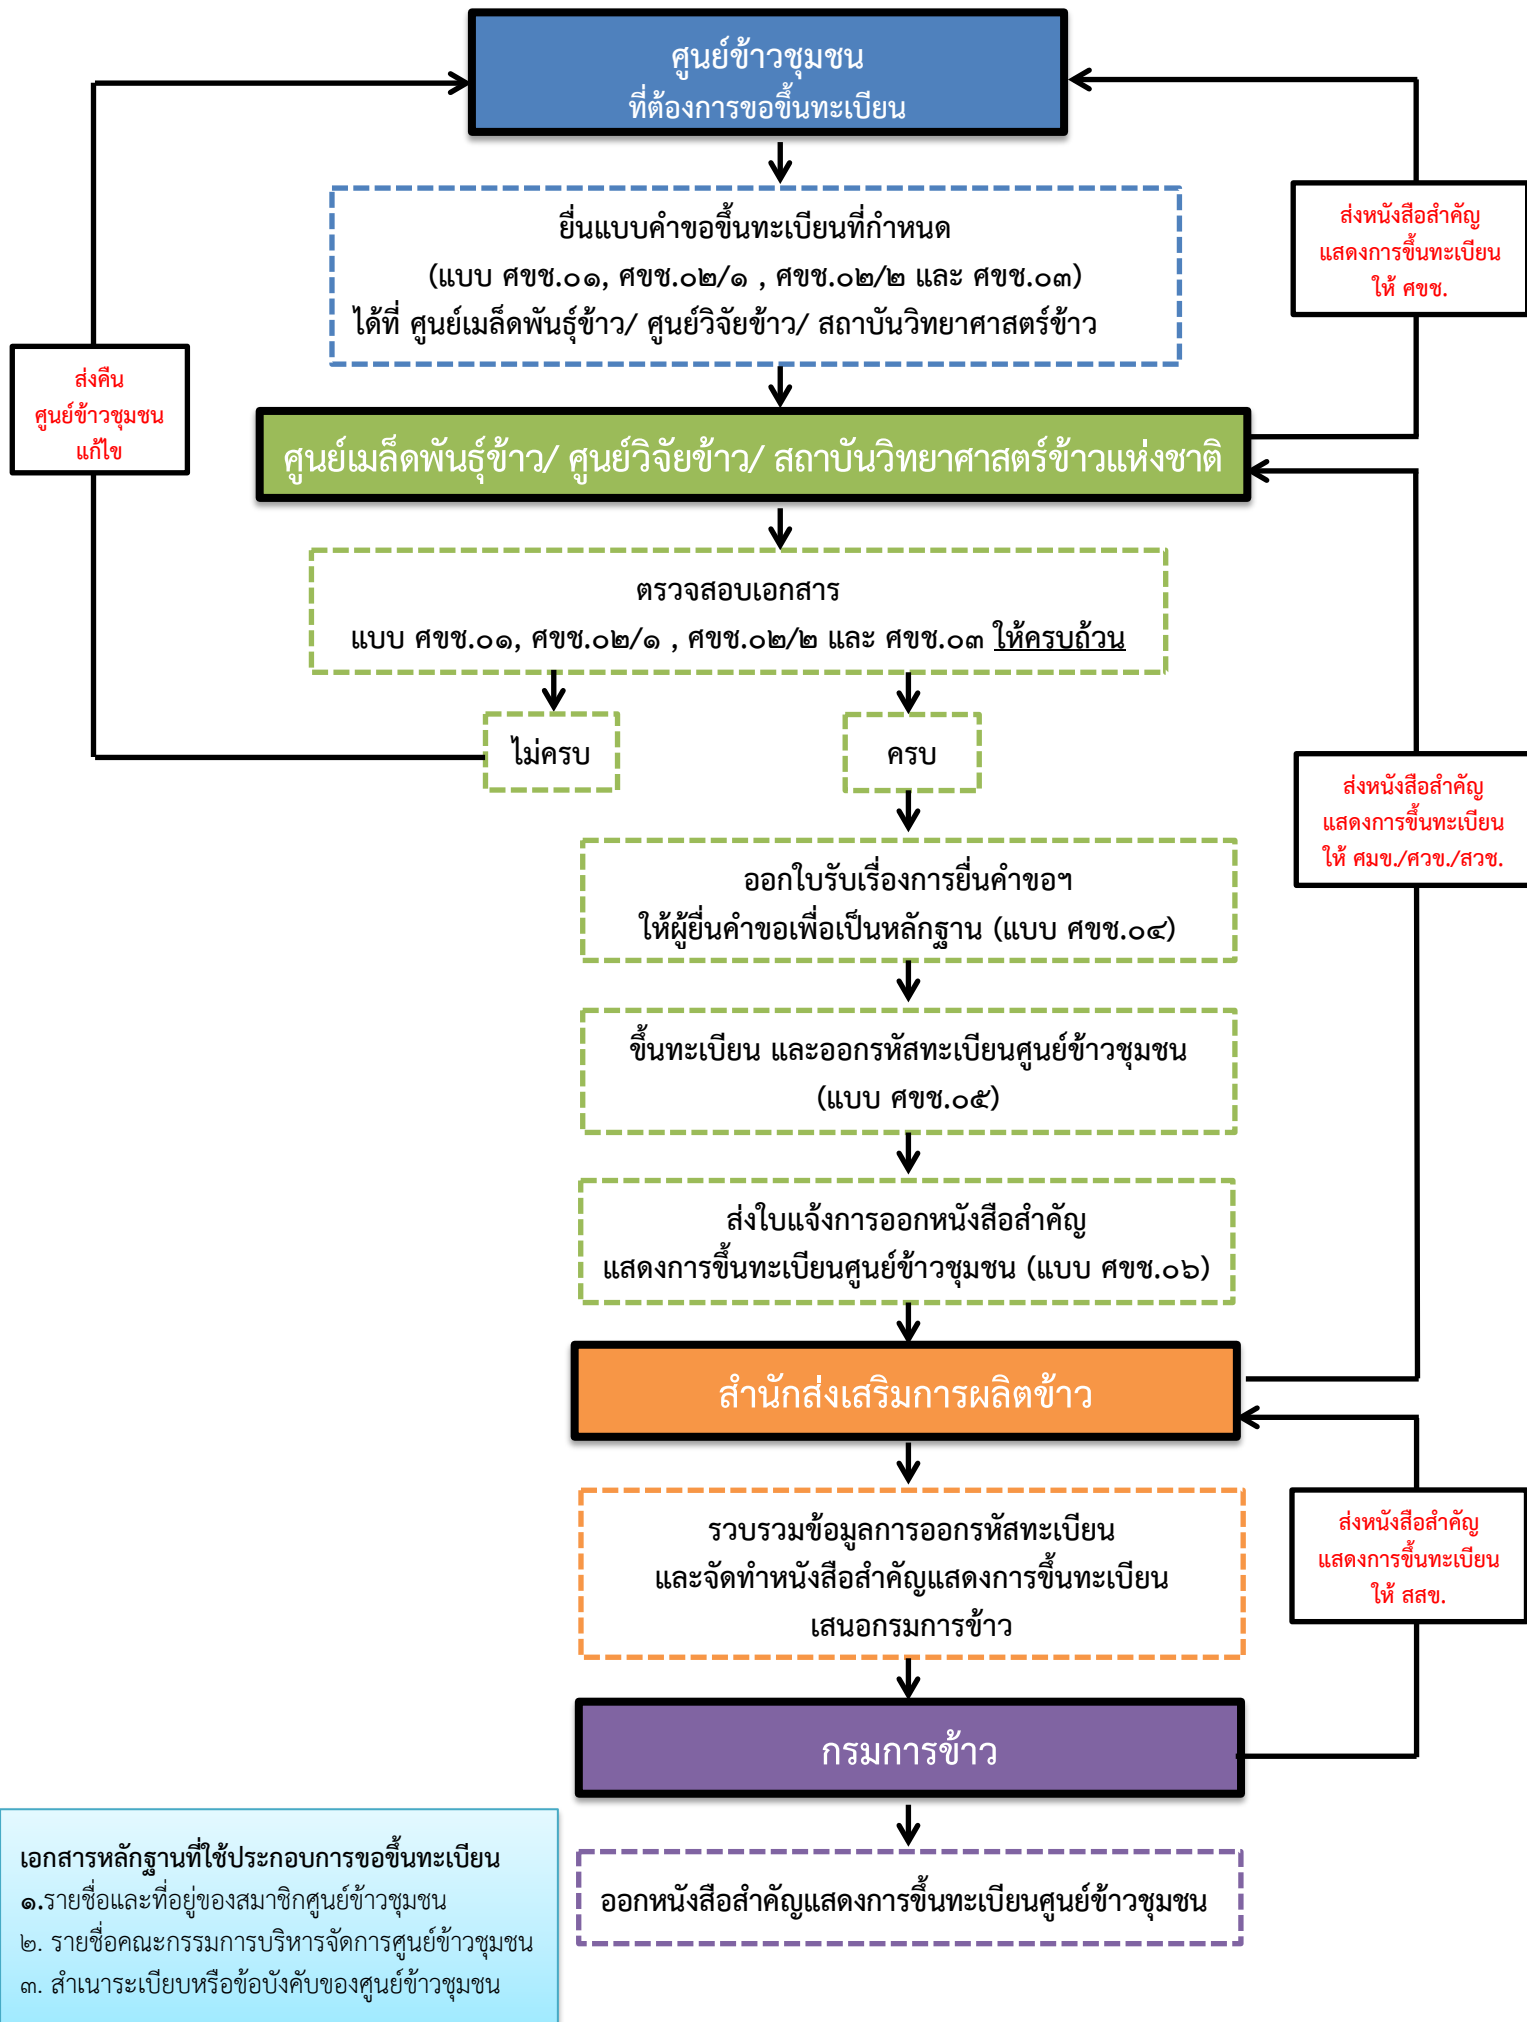 ศูนย์ข้าวชุมชน
ที่ต้องการขอขึ้นทะเบียน
ยื่นแบบคำขอขึ้นทะเบียนที่กำหนด
(แบบ ศขช.๐๑, ศขช.๐๒/๑ , ศขช.๐๒/๒ และ ศขช.๐๓)
ได้ที่ ศูนย์เมล็ดพันธุ์ข้าว/ ศูนย์วิจัยข้าว/ สถาบันวิทยาศาสตร์ข้าว
ส่งหนังสือสำคัญ
แสดงการขึ้นทะเบียน
ให้ ศขช.
ส่งคืน
ศูนย์ข้าวชุมชน
แก้ไข
ศูนย์เมล็ดพันธุ์ข้าว/ ศูนย์วิจัยข้าว/ สถาบันวิทยาศาสตร์ข้าวแห่งชาติ
ตรวจสอบเอกสาร
แบบ ศขช.๐๑, ศขช.๐๒/๑ , ศขช.๐๒/๒ และ ศขช.๐๓ ให้ครบถ้วน
ไม่ครบ
ครบ
ส่งหนังสือสำคัญ
แสดงการขึ้นทะเบียน
ให้ ศมข./ศวข./สวช.
ออกใบรับเรื่องการยื่นคำขอฯ
ให้ผู้ยื่นคำขอเพื่อเป็นหลักฐาน (แบบ ศขช.๐๔)
ขึ้นทะเบียน และออกรหัสทะเบียนศูนย์ข้าวชุมชน
(แบบ ศขช.๐๕)
ส่งใบแจ้งการออกหนังสือสำคัญ
แสดงการขึ้นทะเบียนศูนย์ข้าวชุมชน (แบบ ศขช.๐๖)
สำนักส่งเสริมการผลิตข้าว
รวบรวมข้อมูลการออกรหัสทะเบียน
และจัดทำหนังสือสำคัญแสดงการขึ้นทะเบียน
เสนอกรมการข้าว
ส่งหนังสือสำคัญ
แสดงการขึ้นทะเบียน
ให้ สสข.
กรมการข้าว
ออกหนังสือสำคัญแสดงการขึ้นทะเบียนศูนย์ข้าวชุมชน
เอกสารหลักฐานที่ใช้ประกอบการขอขึ้นทะเบียน
๑.รายชื่อและที่อยู่ของสมาชิกศูนย์ข้าวชุมชน
๒. รายชื่อคณะกรรมการบริหารจัดการศูนย์ข้าวชุมชน
๓. สำเนาระเบียบหรือข้อบังคับของศูนย์ข้าวชุมชน